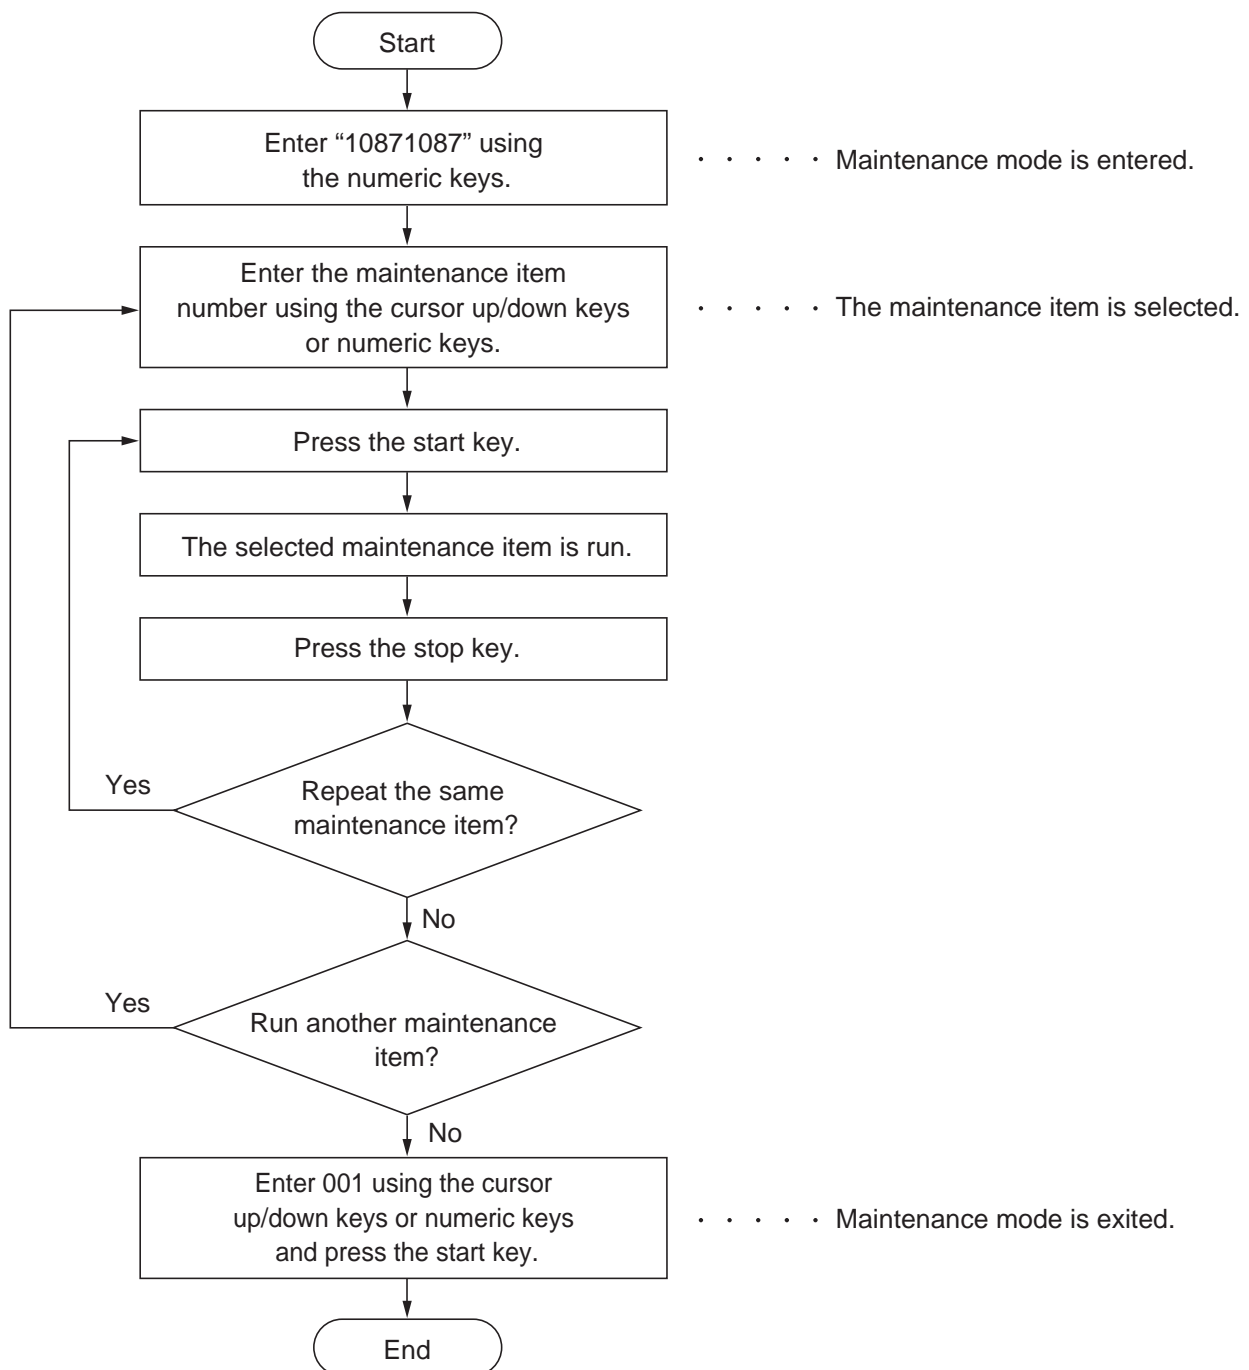 Start
Enter “10871087” using
the numeric keys.
· · · · · Maintenance mode is entered.
Enter the maintenance item
number using the cursor up/down keys
or numeric keys.
· · · · · The maintenance item is selected.
Press the start key.
The selected maintenance item is run.
Press the stop key.
Repeat the same
maintenance item?
Yes
No
Run another maintenance
item?
Yes
No
Enter 001 using the cursor
up/down keys or numeric keys
and press the start key.
· · · · · Maintenance mode is exited.
End